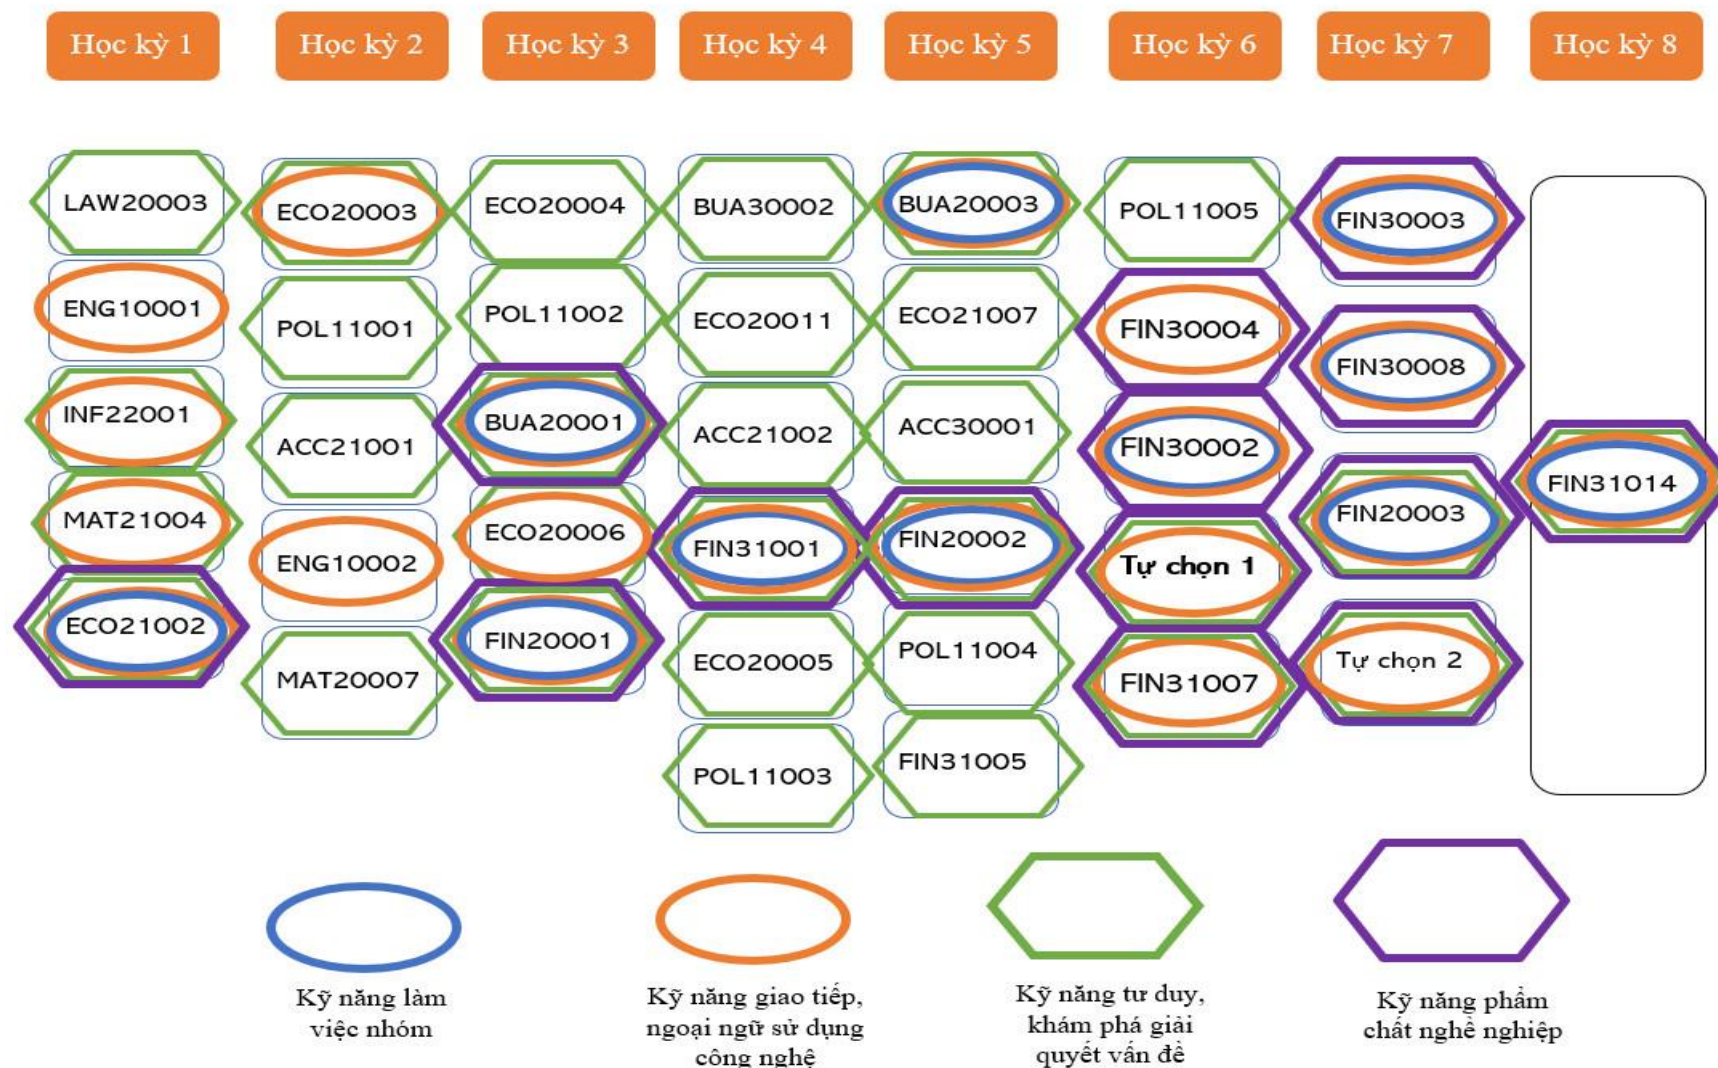 Học kỳ 1
Học kỳ 2
Học kỳ 3
Học kỳ 4
Học kỳ 5
Học kỳ 6
Học kỳ 7
Học kỳ 8
LAW20003
ENG10001
INF22001
MAT21004
ECO21002
ECO20003
POL11001
ACC21001
ENG10002
MAT20007
ECO20004
POL11002
BUA20001
ECO20006
FIN20001
BUA30002
ECO20011
ACC21002
FIN31001
ECO20005
POL11003
BUA20003
ECO21007
ACC30001
FIN20002
POL11004
FIN31005
POL11005
FIN30004
FIN30002
Tự chọn 1
FIN31007
FIN30003
FIN30008
FIN20003
Tự chọn 2
FIN31014
Kỹ năng làm
việc nhóm
Kỹ năng giao tiếp,
ngoại ngữ sử dụng
công nghệ
Kỹ năng tư duy,
khám phá giải
quyết vấn đề
Kỹ năng phẩm
chất nghề nghiệp